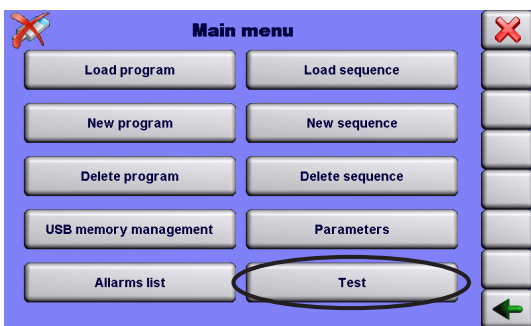 Main menu
Load program
Load sequence
New program
New sequence
Delete program
Delete sequence
USB memory management
Parameters
Allarms list
Test